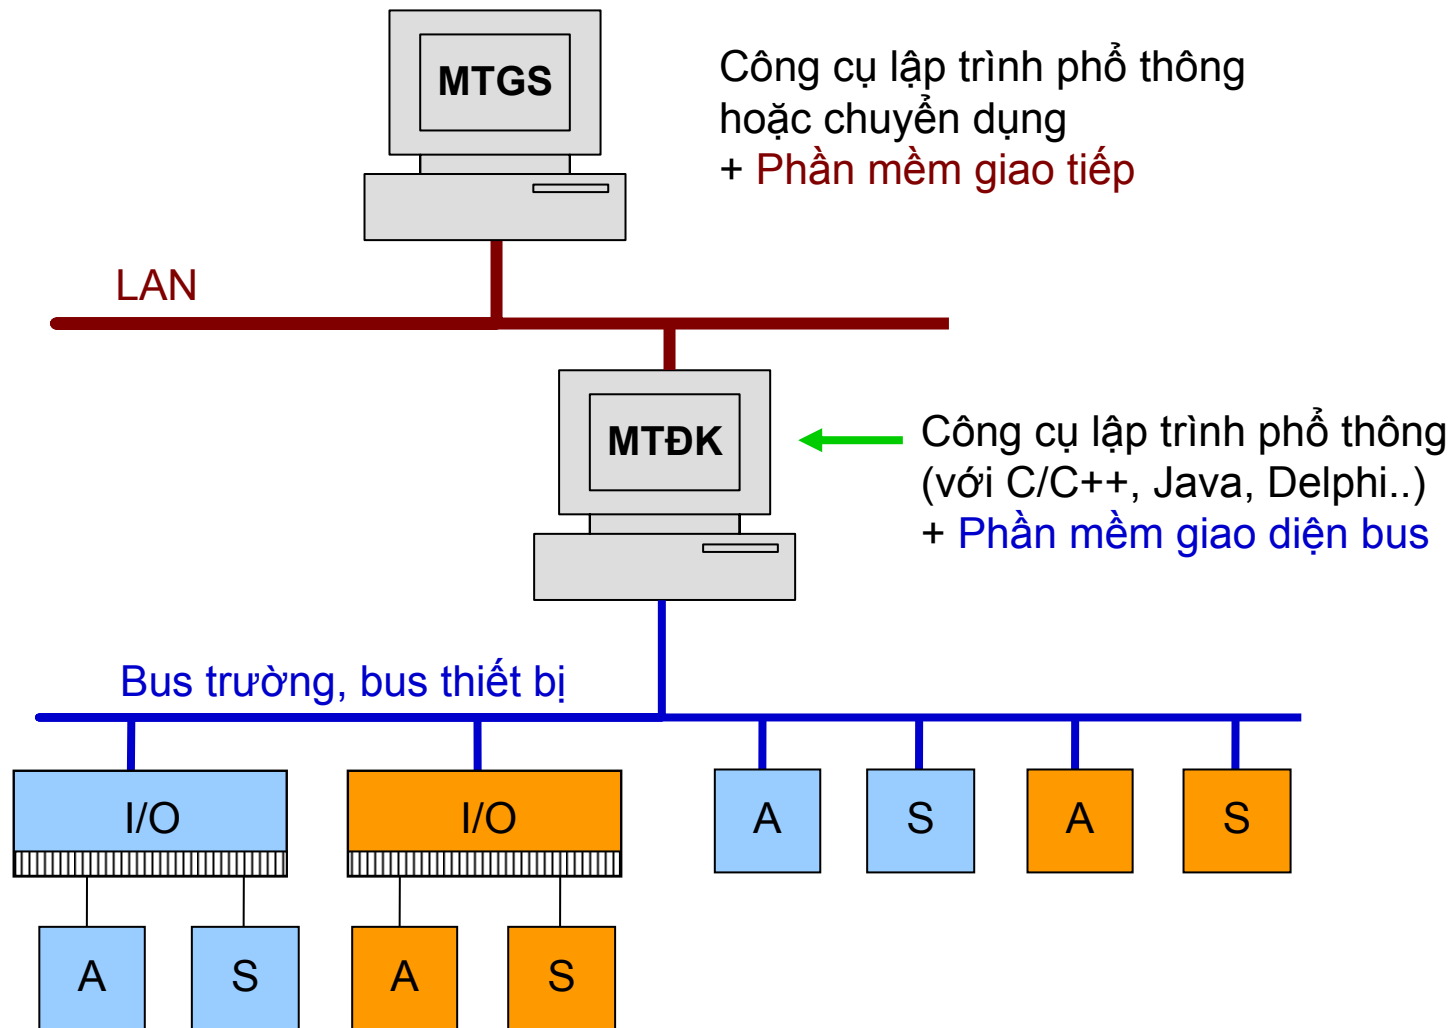 MTGS
Công cụ lập trình phổ thông
hoặc chuyển dụng
+ Phần mềm giao tiếp
LAN
MTĐK
Công cụ lập trình phổ thông
(với C/C++, Java, Delphi..)
+ Phần mềm giao diện bus
Bus trường, bus thiết bị
I/O
I/O
A
S
A
S
A
S
A
S